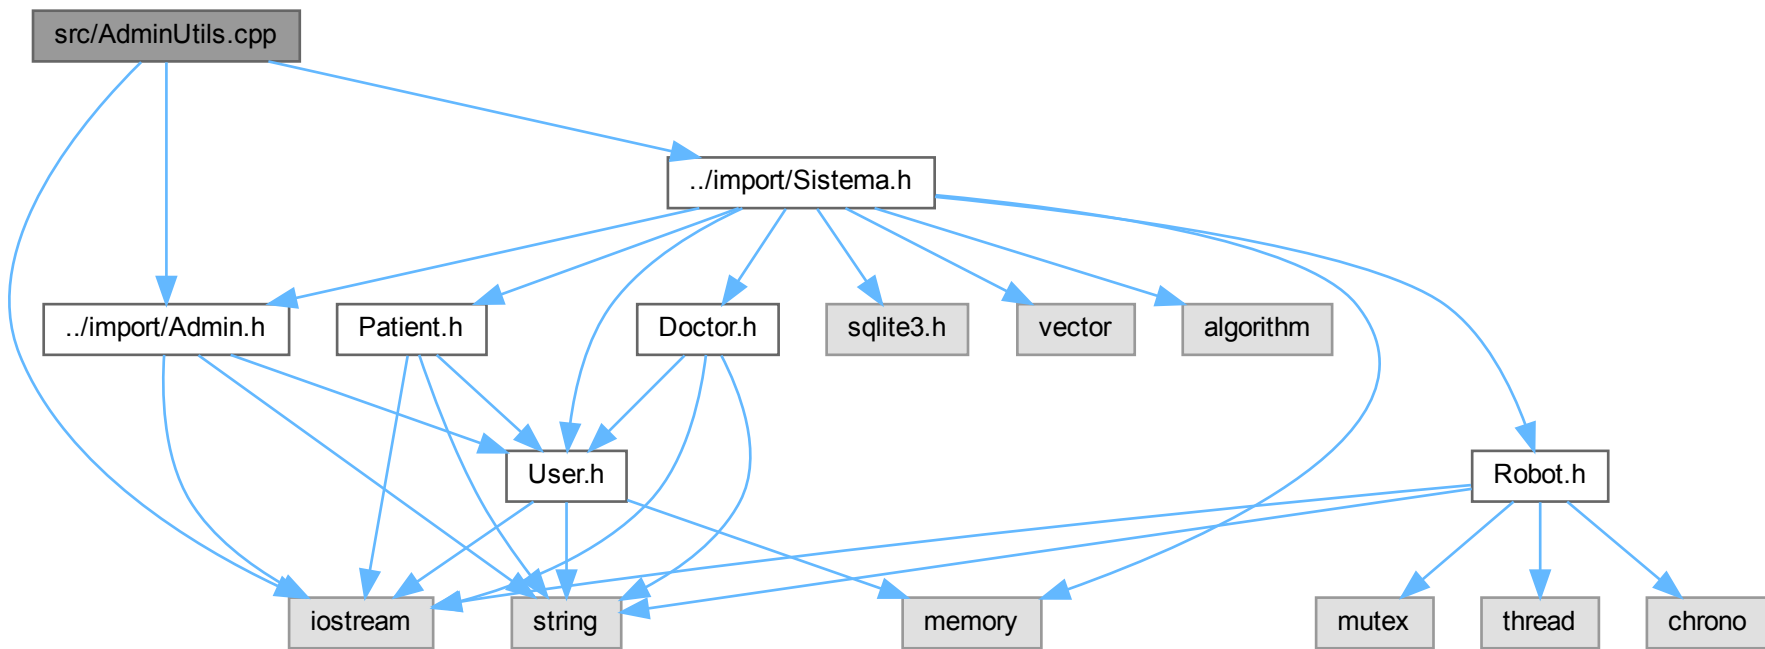 src/AdminUtils.cpp
../import/Sistema.h
../import/Admin.h
Patient.h
Doctor.h
sqlite3.h
vector
algorithm
User.h
Robot.h
iostream
string
memory
mutex
thread
chrono